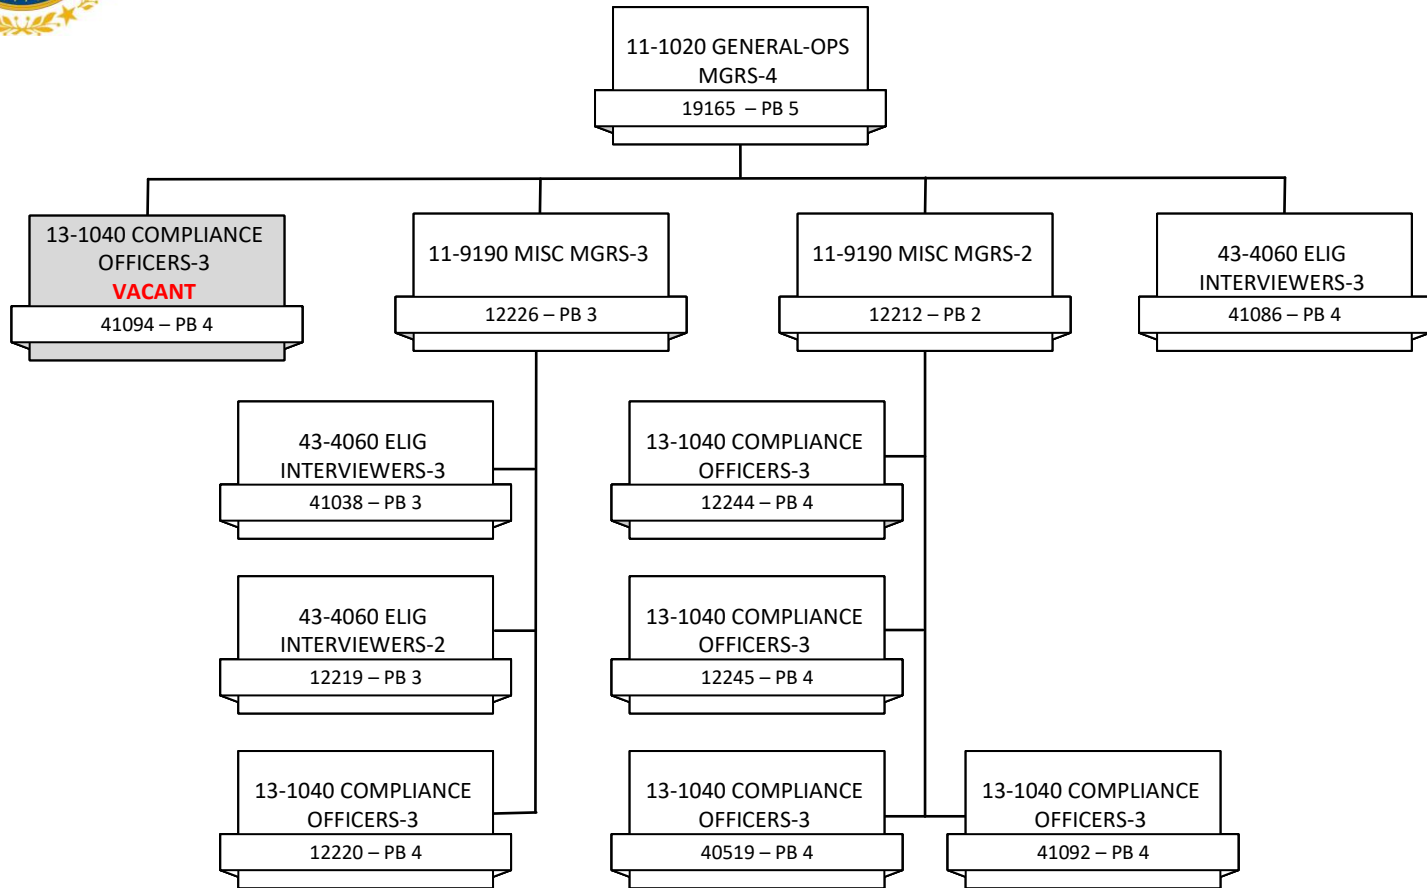 11-1020 GENERAL-OPS
MGRS-4
19165 – PB 5
13-1040 COMPLIANCE
OFFICERS-3
VACANT
41094 – PB 4
11-9190 MISC MGRS-3
12226 – PB 3
11-9190 MISC MGRS-2
12212 – PB 2
43-4060 ELIG
INTERVIEWERS-3
41086 – PB 4
43-4060 ELIG
INTERVIEWERS-3
41038 – PB 3
13-1040 COMPLIANCE
OFFICERS-3
12244 – PB 4
43-4060 ELIG
INTERVIEWERS-2
12219 – PB 3
13-1040 COMPLIANCE
OFFICERS-3
12245 – PB 4
13-1040 COMPLIANCE
OFFICERS-3
12220 – PB 4
13-1040 COMPLIANCE
OFFICERS-3
40519 – PB 4
13-1040 COMPLIANCE
OFFICERS-3
41092 – PB 4